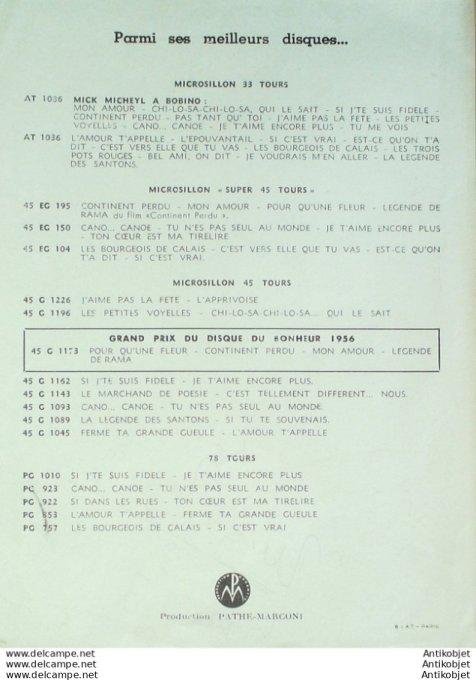 Parmi ses meilleurs disques...
MICROSILLON 33 TOURS
AT 1036 MICK MICHEYL A BOBINO :
MON AMOUR - CHI-LO-SA-CHI-LO-SA, QUI LE SAIT - SI J'TE SUIS FIDELE -
CONTINENT PERDU - PAS TANT QU' TOI - J'AIME PAS LA FETE - LES PETITES
VOYELLES - CANO... CANOE - JE T'AIME ENCORE PLUS - TU ME VOIS
AT 1036 L'AMOUR T'APPELLE - L'EPOUVANTAIL - SI C'EST VRAI - EST-CE QU'ON T'A
DIT - C'EST VERS ELLE QUE TU VAS - LES BOURGEOIS DE CALAIS - LES TROIS
POTS ROUGES - BEL AMI, ON DIT - JE VOUDRAIS M'EN ALLER - LA LEGENDE
DES SANTONS.
MICROSILLON « SUPER 45 TOURS »
45 EG 195 CONTINENT PERDU - MON AMOUR - POUR QU'UNE FLEUR - LEGENDE DE
RAMA du film «Continent Perdu ».
45 EG 150 CANO... CANOE - TU N'ES PAS SEUL AU MONDE - JE T'AIME ENCORE PLUS
- TON CŒUR EST MA TIRELIRE
45 EG 104 LES BOURGEOIS DE CALAIS - C'EST VERS ELLE QUE TU VAS - EST-CE QU'ON
T'A DIT - SI C'EST VRAI.
MICROSILLON 45 TOURS
45 G 1226 J'AIME PAS LA FETE - L'APPRIVOISE
45 G 1196 LES PETITES VOYELLES - CHI-LO-SA-CHI-LO-SA... QUI LE SAIT
GRAND PRIX DU DISQUE DU BONHEUR 1956
45 G 1173 POUR QU'UNE FLEUR - CONTINENT PERDU - MON AMOUR - LEGENDE
DE RAMA
45 G 1162 SI J'TE SUIS FIDELE - JE T'AIME ENCORE PLUS.
45 G 1143 LE MARCHAND DE POESIE - C'EST TELLEMENT DIFFERENT... NOUS.
45 G 1093 CANO... CANOE - TU N'ES PAS SEUL AU MONDE.
45 G 1089 LA LEGENDE DES SANTONS - SI TU TE SOUVENAIS.
45 G 1045 FERME TA GRANDE GUEULE - L'AMOUR T'APPELLE
78 TOURS
PG 1010 SI J'TE SUIS FIDELE - JE T'AIME ENCORE PLUS
PG 923 CANO... CANOE - TU N'ES PAS SEUL AU MONDE
PG 922 SI DANS LES RUES - TON CŒUR EST MA TIRELIRE
PG 853 L'AMOUR T'APPELLE - FERME TA GRANDE GUEULE
PG 757 LES BOURGEOIS DE CALAIS - SI C'EST VRAI
Production PATHE-MARCONI
www.antikobjet.com
www.antikobjet.com
Antikobjet
Antikobjet